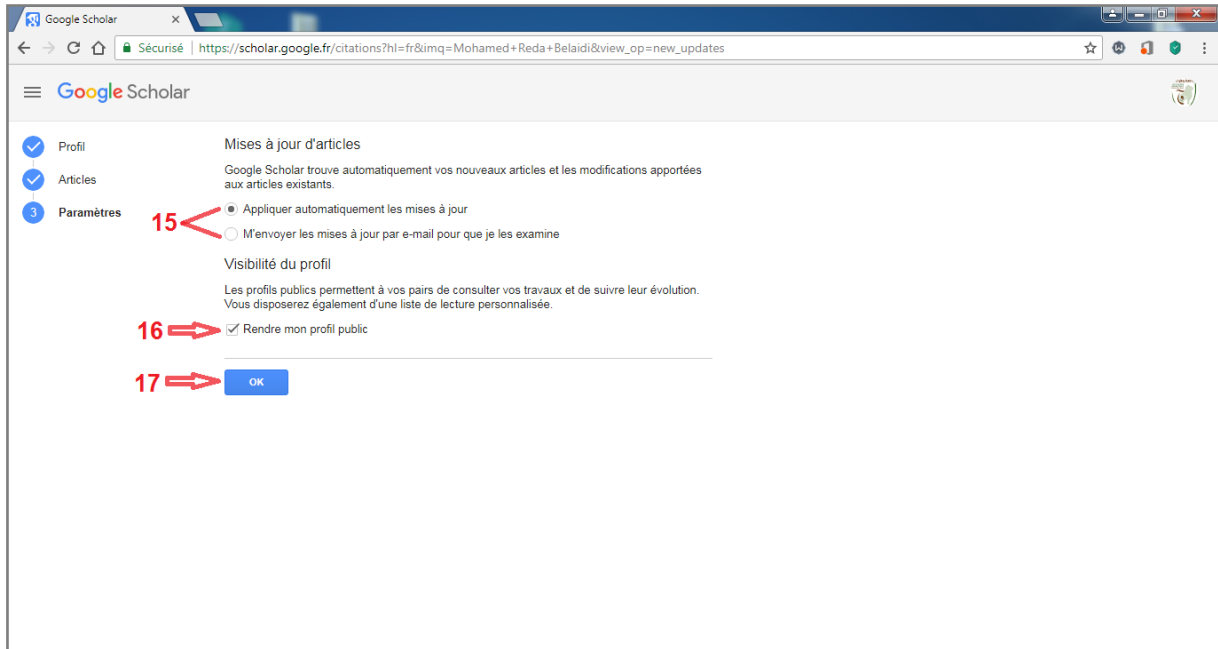 Google Scholar
Sécurisé | https://scholar.google.fr/citations?hl=fr&imq=Mohamed+Reda+Belaidi&view_op=new_updates
Google Scholar
Profil
Articles
3 Paramètres
Mises à jour d'articles
Google Scholar trouve automatiquement vos nouveaux articles et les modifications apportées
aux articles existants.
15
Appliquer automatiquement les mises à jour
M'envoyer les mises à jour par e-mail pour que je les examine
Visibilité du profil
Les profils publics permettent à vos pairs de consulter vos travaux et de suivre leur évolution.
Vous disposerez également d'une liste de lecture personnalisée.
16 Rendre mon profil public
17 OK